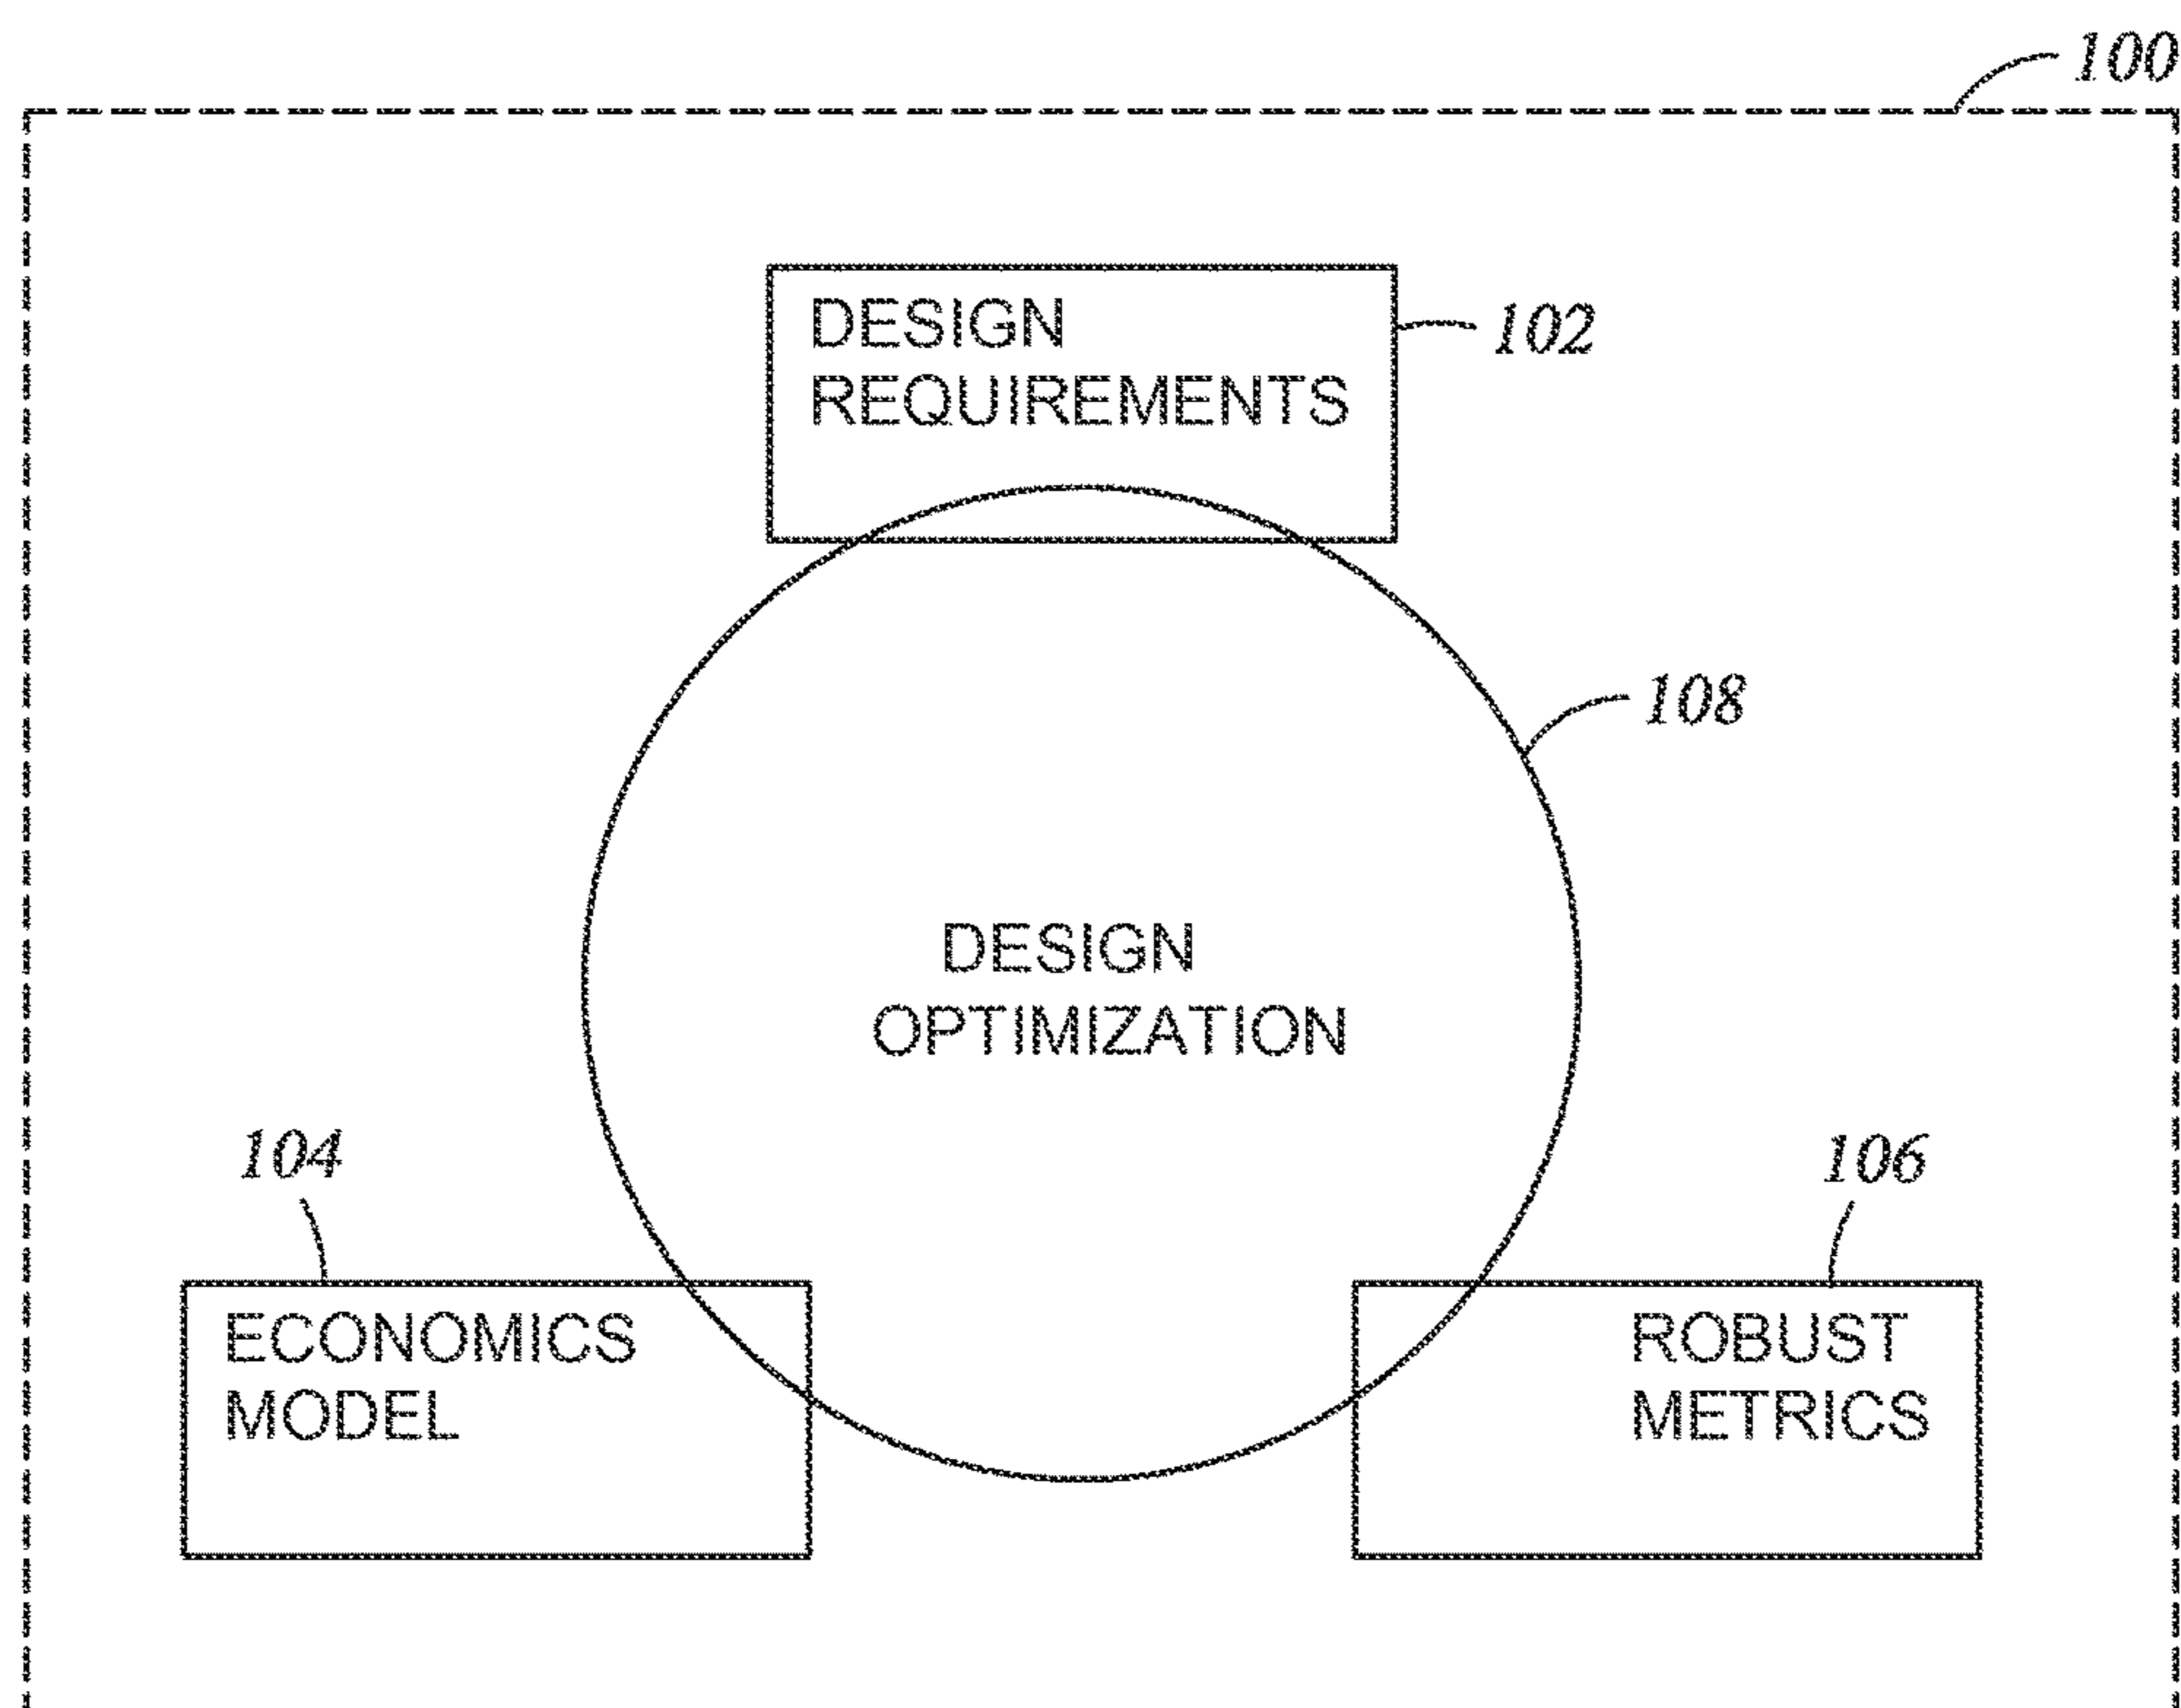 100
DESIGN
REQUIREMENTS
102
108
DESIGN
OPTIMIZATION
104
106
ECONOMICS
MODEL
ROBUST
METRICS